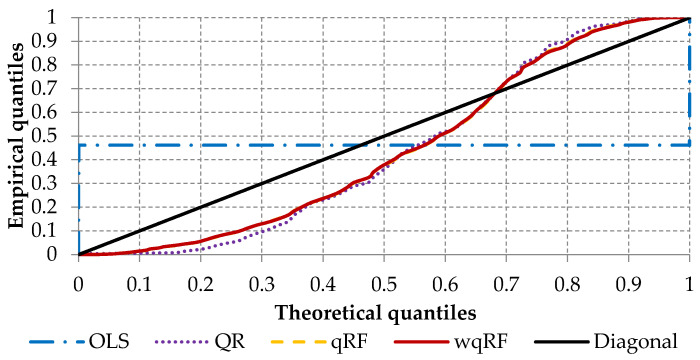 1
0.9
0.8
0.7
0.6
0.5
0.4
0.3
0.2
0.1
0
Empirical quantiles
0 0.1 0.2 0.3 0.4 0.5 0.6 0.7 0.8 0.9 1
Theoretical quantiles
OLS QR qRF wqRF Diagonal